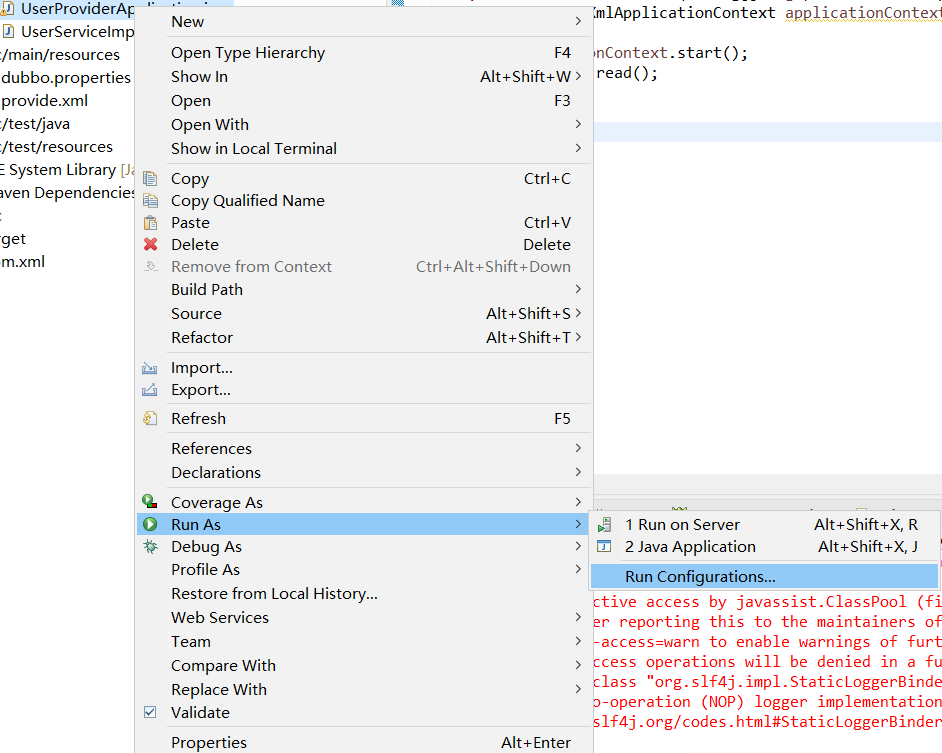 UserProviderApplication.java
UserServiceImp
:/main/resources
dubbo.properties
provide.xml
:/test/java
:/test/resources
E System Library [Ja
aven Dependencies
rget
m.xml
New
Open Type Hierarchy F4
Show In Alt+Shift+W
Open F3
Open With
Show in Local Terminal
Copy Ctrl+C
Copy Qualified Name
Paste Ctrl+V
Delete Delete
Remove from Context Ctrl+Alt+Shift+Down
Build Path
Source Alt+Shift+S
Refactor Alt+Shift+T
Import...
Export...
Refresh F5
References
Declarations
Coverage As
Run As
Debug As
Profile As
Restore from Local History...
Web Services
Team
Compare With
Replace With
Validate
Properties Alt+Enter
XmlApplicationContext applicationContext
onContext.start();
read();
1 Run on Server Alt+Shift+X, R
2 Java Application Alt+Shift+X, J
Run Configurations...
ctive access by javassist.ClassPool (fi
er reporting this to the maintainers of
-access=warn to enable warnings of furt
ccess operations will be denied in a fu
class "org.slf4j.impl.StaticLoggerBinde
o-operation (NOP) logger implementation
slf4j.org/codes.html#StaticLoggerBinder